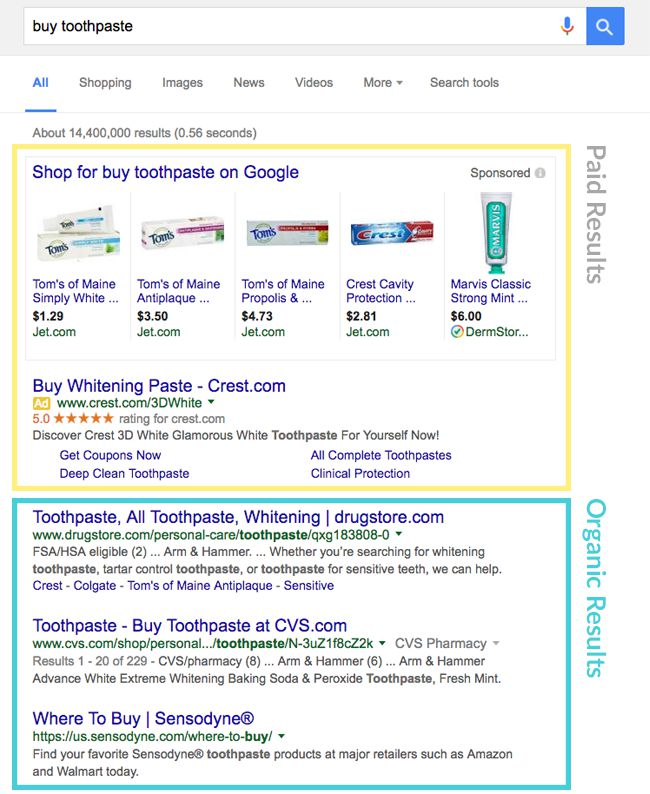 buy toothpaste
All Shopping Images News Videos More Search tools
About 14,400,000 results (0.56 seconds)
Paid Results
Shop for buy toothpaste on Google Sponsored
Tom's
Tom's
Tom's
Crest
MARVIS
Tom's of Maine Simply White ...
$1.29
Jet.com
Tom's of Maine Antiplaque ...
$3.50
Jet.com
Tom's of Maine Propolis & ...
$4.73
Jet.com
Crest Cavity Protection ...
$2.81
Jet.com
Marvis Classic Strong Mint ...
$6.00
DermStor...
Buy Whitening Paste - Crest.com
Ad www.crest.com/3DWhite
5.0 ★★★★★ rating for crest.com
Discover Crest 3D White Glamorous White Toothpaste For Yourself Now!
Get Coupons Now All Complete Toothpastes
Deep Clean Toothpaste Clinical Protection
Organic Results
Toothpaste, All Toothpaste, Whitening | drugstore.com
www.drugstore.com/personal-care/toothpaste/qxg183808-0
FSA/HSA eligible (2) ... Arm & Hammer. ... Whether you're searching for whitening
toothpaste, tartar control toothpaste, or toothpaste for sensitive teeth, we can help.
Crest - Colgate - Tom's of Maine Antiplaque - Sensitive
Toothpaste - Buy Toothpaste at CVS.com
www.cvs.com/shop/personal.../toothpaste/N-3uZ1f8cZ2k CVS Pharmacy
Results 1 - 20 of 229 - CVS/pharmacy (8) ... Arm & Hammer (6) ... Arm & Hammer
Advance White Extreme Whitening Baking Soda & Peroxide Toothpaste, Fresh Mint.
Where To Buy | Sensodyne®
https://us.sensodyne.com/where-to-buy/
Find your favorite Sensodyne® toothpaste products at major retailers such as Amazon
and Walmart today.